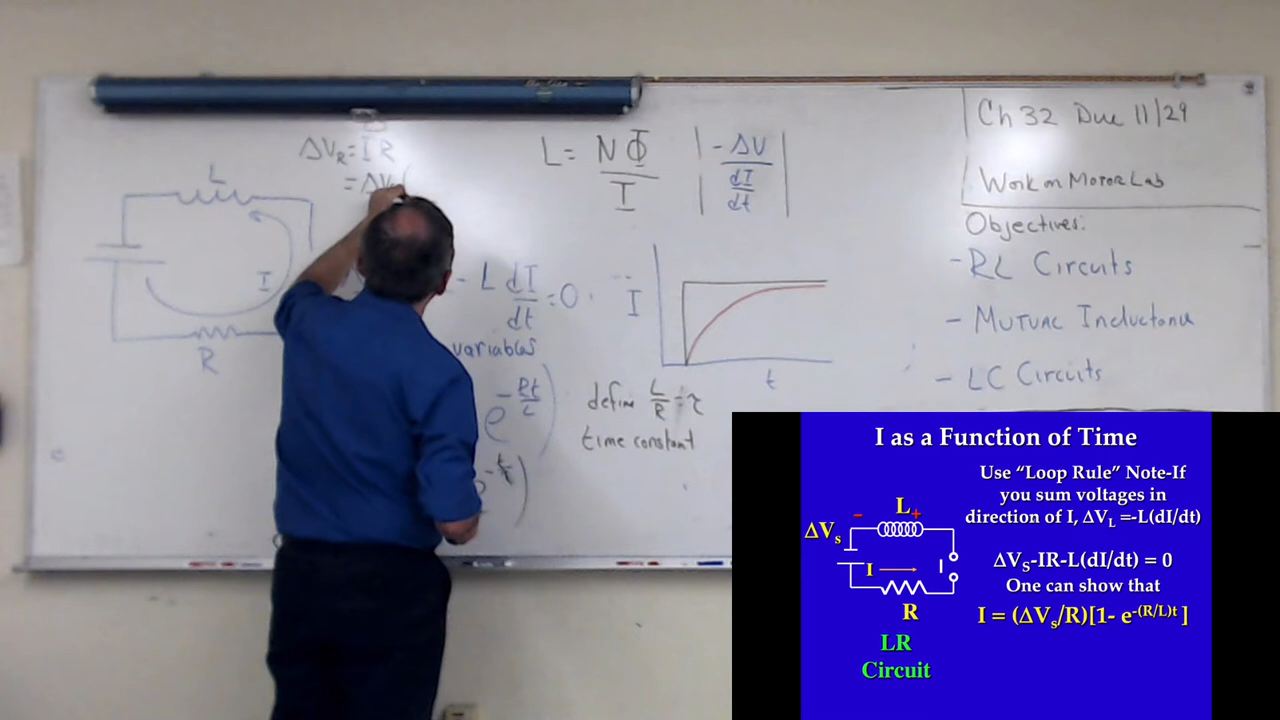 ΔV_R = I R
= ΔV_s (
L
I
R
L = NΦ / I
| -ΔV / dI/dt |
- L dI/dt = 0
variables
e^(-Rt/L) )
define L/R = τ
time constant
I
t
Ch 32 Due 11/29
Work on Motor Lab
Objectives:
- RL Circuits
- Mutual Inductance
- LC Circuits
I as a Function of Time
Use “Loop Rule” Note-If
you sum voltages in
direction of I, ΔV_L =-L(dI/dt)
ΔV_S-IR-L(dI/dt) = 0
One can show that
I = (ΔV_s/R)[1- e^-(R/L)t ]
- L +
ΔV_s
I
R
LR
Circuit